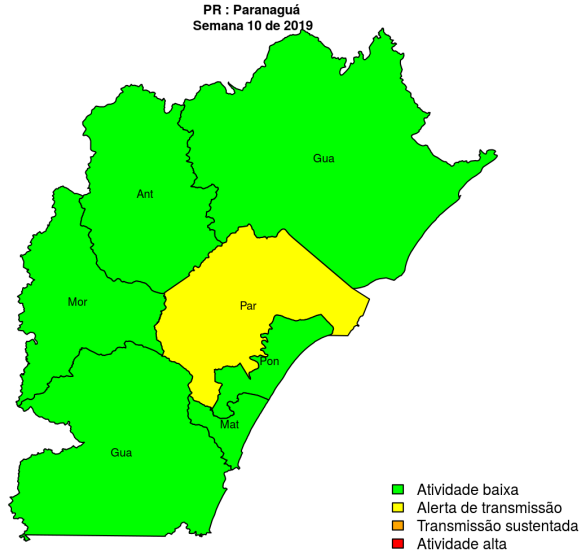 PR : Paranaguá
Semana 10 de 2019
Gua
Ant
Mor
Par
Pon
Mat
Gua
Atividade baixa
Alerta de transmissão
Transmissão sustentada
Atividade alta